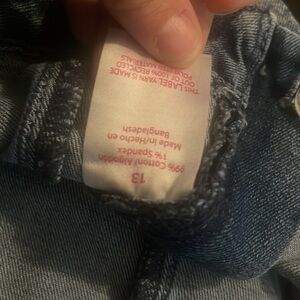 13
99% Cotton/ Algodón
1% Spandex
Made in/Hecho en
Bangladesh
THIS LABEL YARN IS MADE
OUT OF 100% RECYCLED
POLYESTER MATERIALS